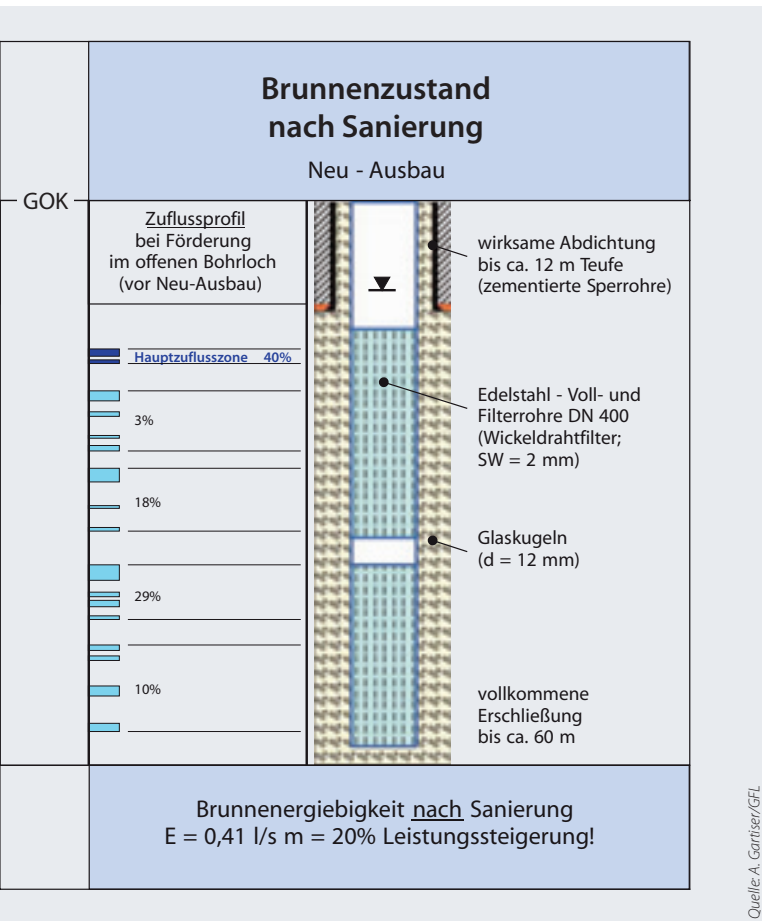 Brunnenzustand
nach Sanierung
Neu - Ausbau
GOK
Zuflussprofil
bei Förderung
im offenen Bohrloch
(vor Neu-Ausbau)
wirksame Abdichtung
bis ca. 12 m Teufe
(zementierte Sperrohre)
Hauptzuflusszone 40%
3%
18%
29%
10%
Edelstahl - Voll- und
Filterrohre DN 400
(Wickeldrahtfilter;
SW = 2 mm)
Glaskugeln
(d = 12 mm)
vollkommene
Erschließung
bis ca. 60 m
Brunnenergiebigkeit nach Sanierung
E = 0,41 l/s m = 20% Leistungssteigerung!
Quelle: A. Gartiser/GFL